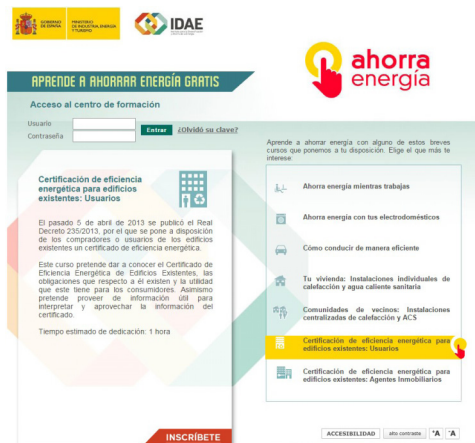 GOBIERNO
DE ESPAÑA
MINISTERIO
DE INDUSTRIA, ENERGÍA
Y TURISMO
IDAE
ahorra
energía
APRENDE A AHORRAR ENERGÍA GRATIS
Acceso al centro de formación
Usuario
Contraseña
Entrar
¿Olvidó su clave?
Aprende a ahorrar energía con alguno de estos breves
cursos que ponemos a tu disposición. Elige el que más te
interese.
Certificación de eficiencia
energética para edificios
existentes: Usuarios
El pasado 5 de abril de 2013 se publicó el Real
Decreto 235/2013, por el que se pone a disposición
de los compradores o usuarios de los edificios
existentes un certificado de eficiencia energética.
Este curso pretende dar a conocer el Certificado de
Eficiencia Energética de Edificios Existentes, las
obligaciones que respecto a él existen y la utilidad
que este tiene para los consumidores. Asimismo
pretende proveer de información útil para
interpretar y aprovechar la información del
certificado.
Tiempo estimado de dedicación: 1 hora
INSCRÍBETE
Ahorra energía mientras trabajas
Ahorra energía con tus electrodomésticos
Cómo conducir de manera eficiente
Tu vivienda: Instalaciones individuales de
calefacción y agua caliente sanitaria
Comunidades de vecinos: Instalaciones
centralizadas de calefacción y ACS
Certificación de eficiencia energética para
edificios existentes: Usuarios
Certificación de eficiencia energética para
edificios existentes: Agentes Inmobiliarios
ACCESIBILIDAD
alto contraste
+A
-A